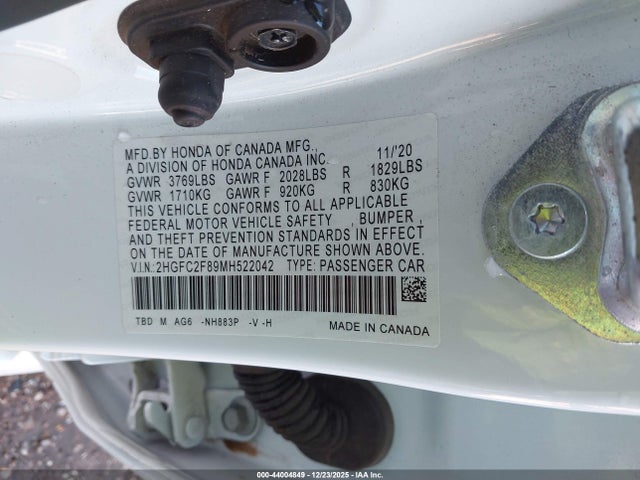 MFD.BY HONDA OF CANADA MFG., 11/'20
A DIVISION OF HONDA CANADA INC.
GVWR 3769LBS GAWR F 2028LBS R 1829LBS
GVWR 1710KG GAWR F 920KG R 830KG
THIS VEHICLE CONFORMS TO ALL APPLICABLE
FEDERAL MOTOR VEHICLE SAFETY , BUMPER ,
AND THEFT PREVENTION STANDARDS IN EFFECT
ON THE DATE OF MANUFACTURE SHOWN ABOVE.
V.I.N.: 2HGFC2F89MH522042 TYPE: PASSENGER CAR
TBD M AG6 -NH883P -V -H MADE IN CANADA
000-44004849 - 12/23/2025 - IAAI.COM